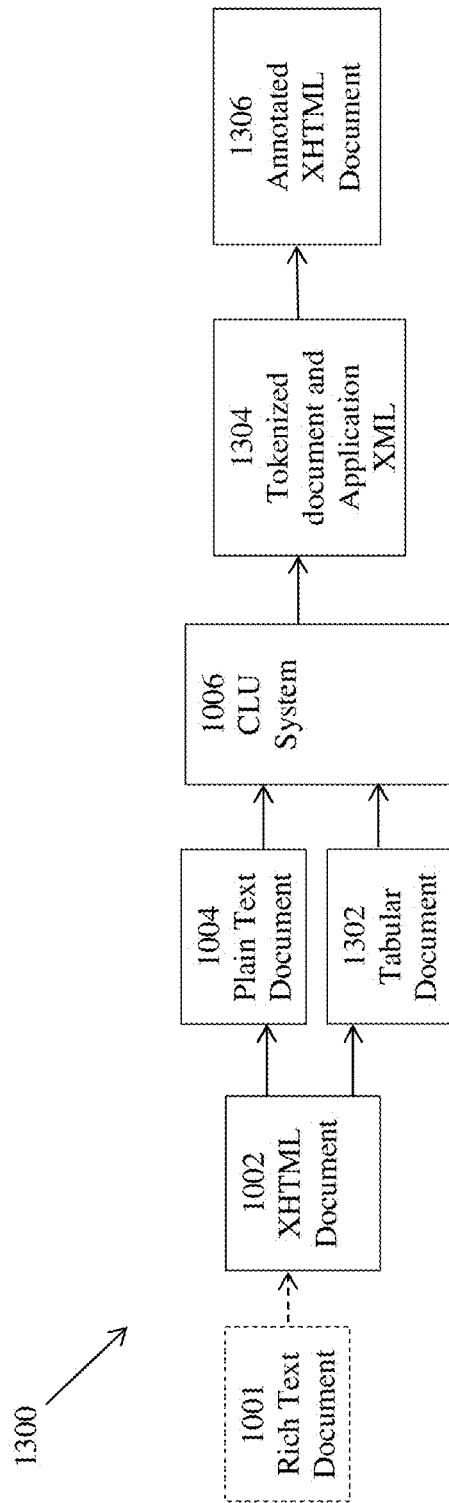 1300
1001
Rich Text
Document
1002
XHTML
Document
1004
Plain Text
Document
1302
Tabular
Document
1006
CLU
System
1304
Tokenized
document and
Application
XML
1306
Annotated
XHTML
Document